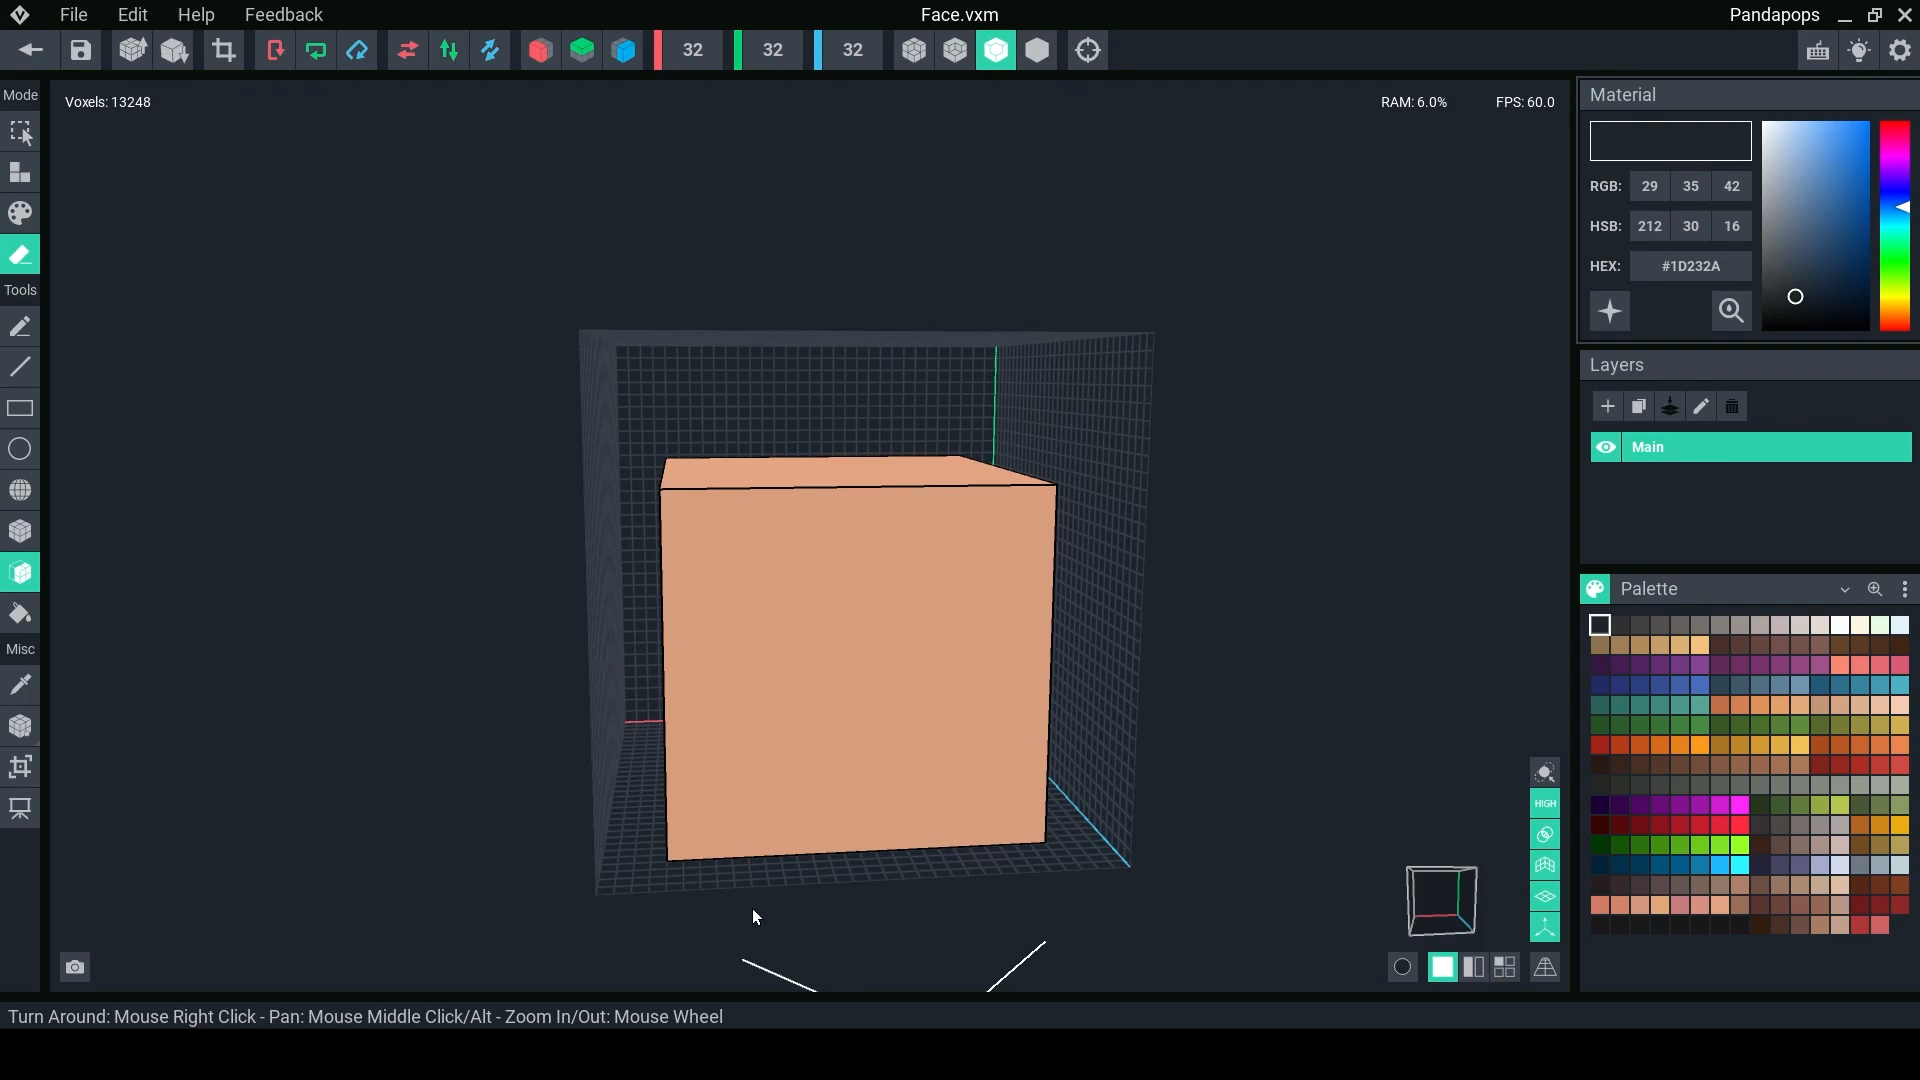 File Edit Help Feedback
Face.vxm
Pandapops
32 32 32
Mode
Voxels: 13248
RAM: 6.0%
FPS: 60.0
Material
RGB: 29 35 42
HSB: 212 30 16
HEX: #1D232A
Tools
Layers
Main
Palette
Misc
HIGH
Turn Around: Mouse Right Click - Pan: Mouse Middle Click/Alt - Zoom In/Out: Mouse Wheel